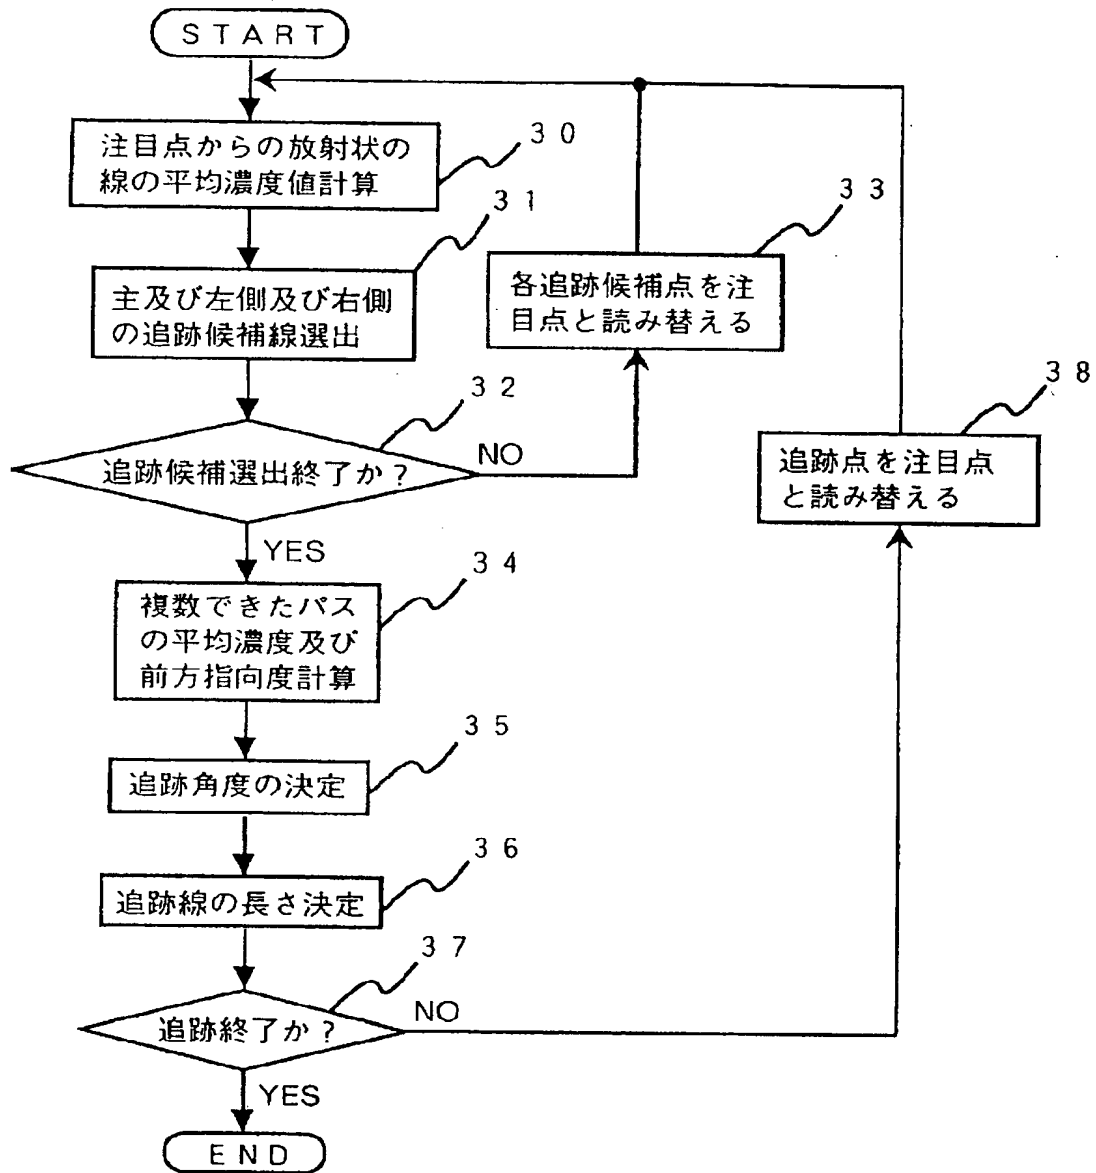 START
注目点からの放射状の
線の平均濃度値計算
30
主及び左側及び右側
の追跡候補線選出
31
各追跡候補点を注
目点と読み替える
33
追跡候補選出終了か？
32
NO
YES
追跡点を注目点
と読み替える
38
複数できたパス
の平均濃度及び
前方指向度計算
34
追跡角度の決定
35
追跡線の長さ決定
36
追跡終了か？
37
NO
YES
END